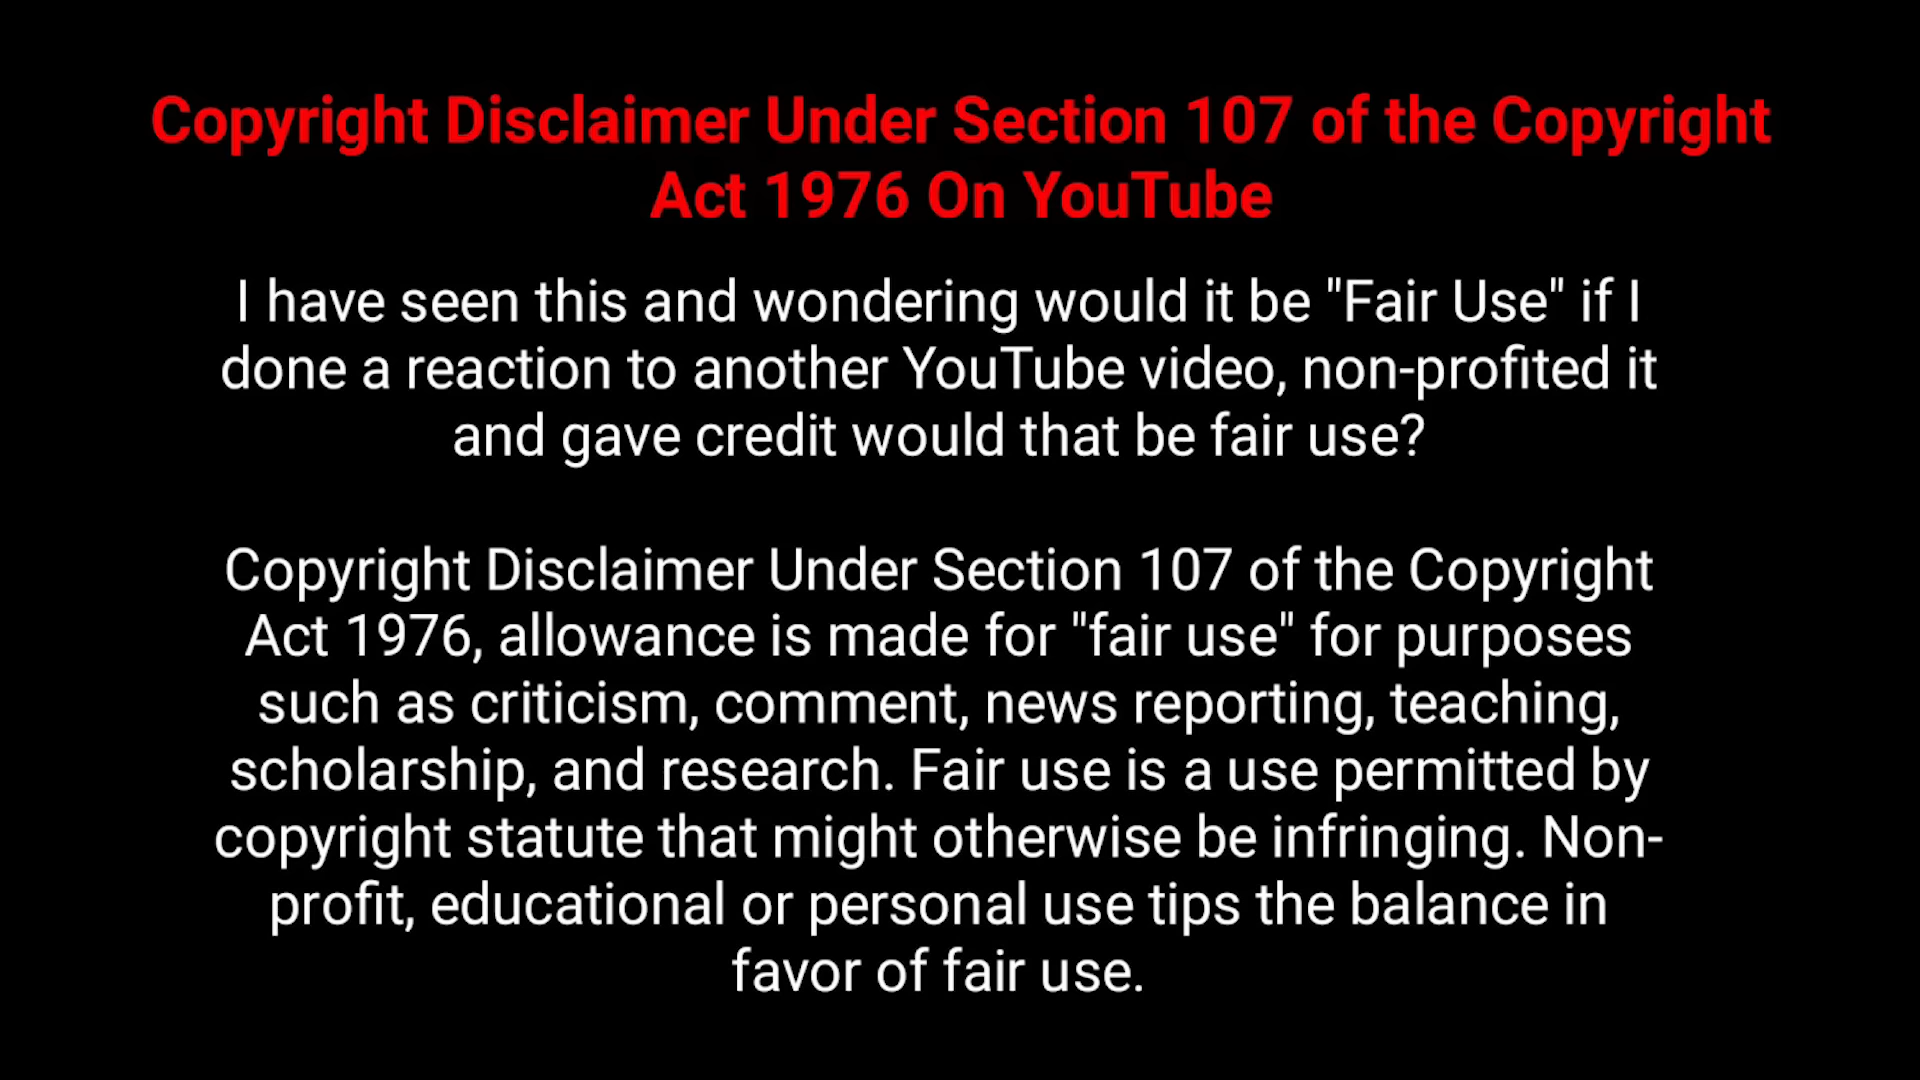 Copyright Disclaimer Under Section 107 of the Copyright
Act 1976 On YouTube
I have seen this and wondering would it be "Fair Use" if I
done a reaction to another YouTube video, non-profited it
and gave credit would that be fair use?
Copyright Disclaimer Under Section 107 of the Copyright
Act 1976, allowance is made for "fair use" for purposes
such as criticism, comment, news reporting, teaching,
scholarship, and research. Fair use is a use permitted by
copyright statute that might otherwise be infringing. Non-
profit, educational or personal use tips the balance in
favor of fair use.